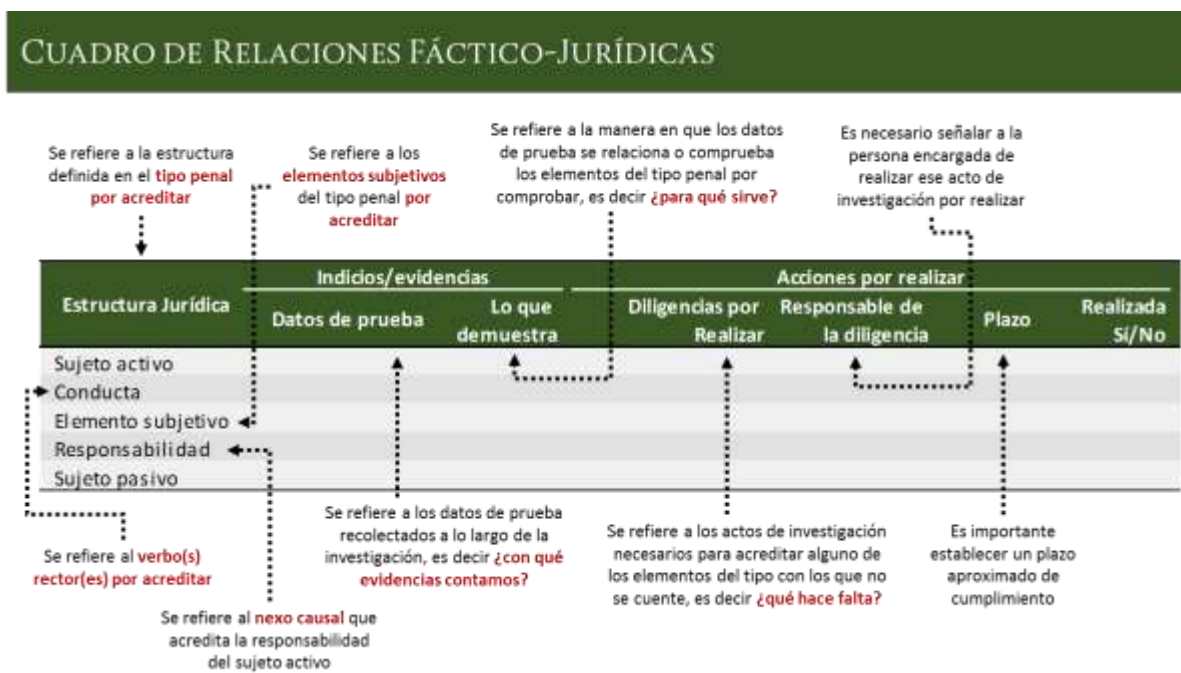 CUADRO DE RELACIONES FÁCTICO-JURÍDICAS
Se refiere a la estructura
definida en el tipo penal
por acreditar
Se refiere a los
elementos subjetivos
del tipo penal por
acreditar
Se refiere a la manera en que los datos
de prueba se relaciona o comprueba
los elementos del tipo penal por
comprobar, es decir ¿para qué sirve?
Es necesario señalar a la
persona encargada de
realizar ese acto de
investigación por realizar
Indicios/evidencias
Acciones por realizar
Estructura Jurídica
Datos de prueba
Lo que
demuestra
Diligencias por
Realizar
Responsable de
la diligencia
Plazo
Realizada
Sí/No
Sujeto activo
Conducta
Elemento subjetivo
Responsabilidad
Sujeto pasivo
Se refiere al verbo(s)
rector(es) por acreditar
Se refiere al nexo causal que
acredita la responsabilidad
del sujeto activo
Se refiere a los datos de prueba
recolectados a lo largo de la
investigación, es decir ¿con qué
evidencias contamos?
Se refiere a los actos de investigación
necesarios para acreditar alguno de
los elementos del tipo con los que no
se cuente, es decir ¿qué hace falta?
Es importante
establecer un plazo
aproximado de
cumplimiento